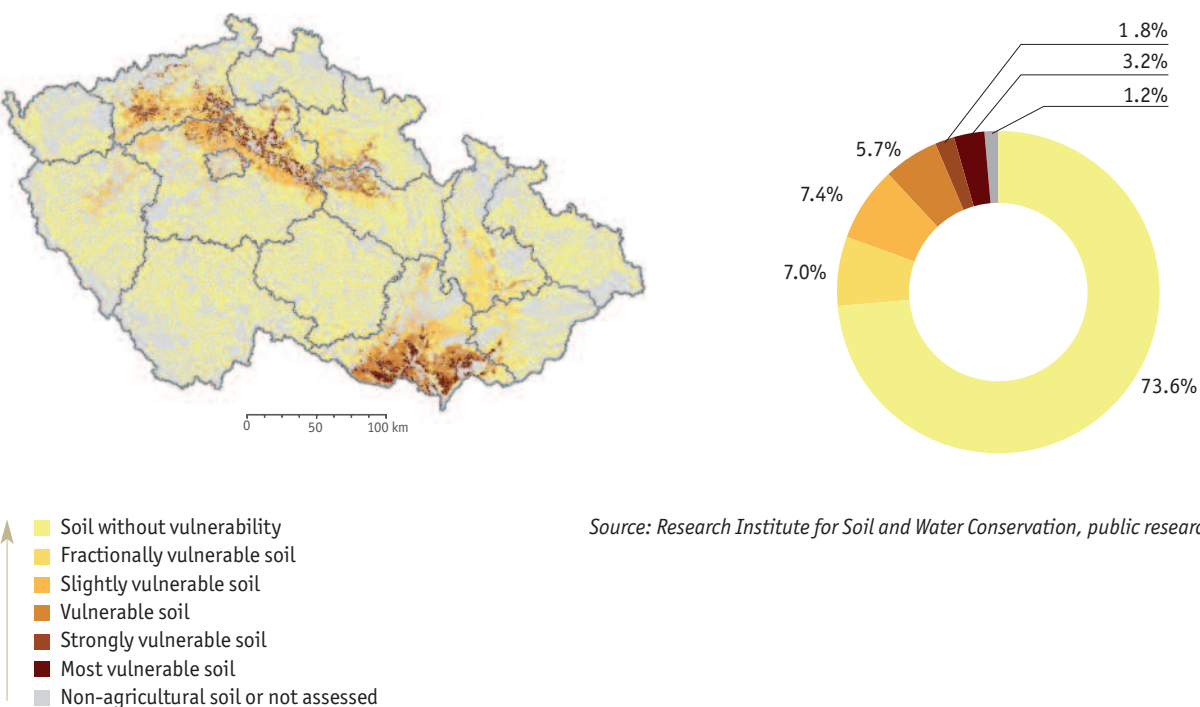 1.8%
3.2%
1.2%
5.7%
7.4%
7.0%
73.6%
0 50 100 km
Soil without vulnerability
Fractionally vulnerable soil
Slightly vulnerable soil
Vulnerable soil
Strongly vulnerable soil
Most vulnerable soil
Non-agricultural soil or not assessed
Source: Research Institute for Soil and Water Conservation, public